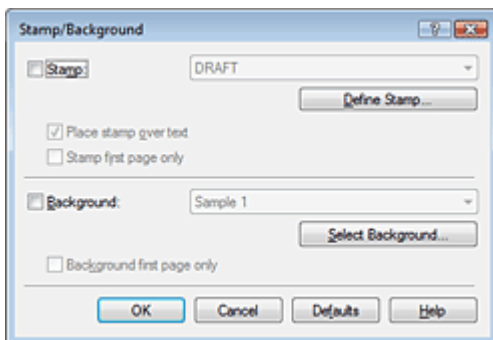 Stamp/Background
Stamp: DRAFT
Define Stamp...
Place stamp over text
Stamp first page only
Background: Sample 1
Select Background...
Background first page only
OK Cancel Defaults Help